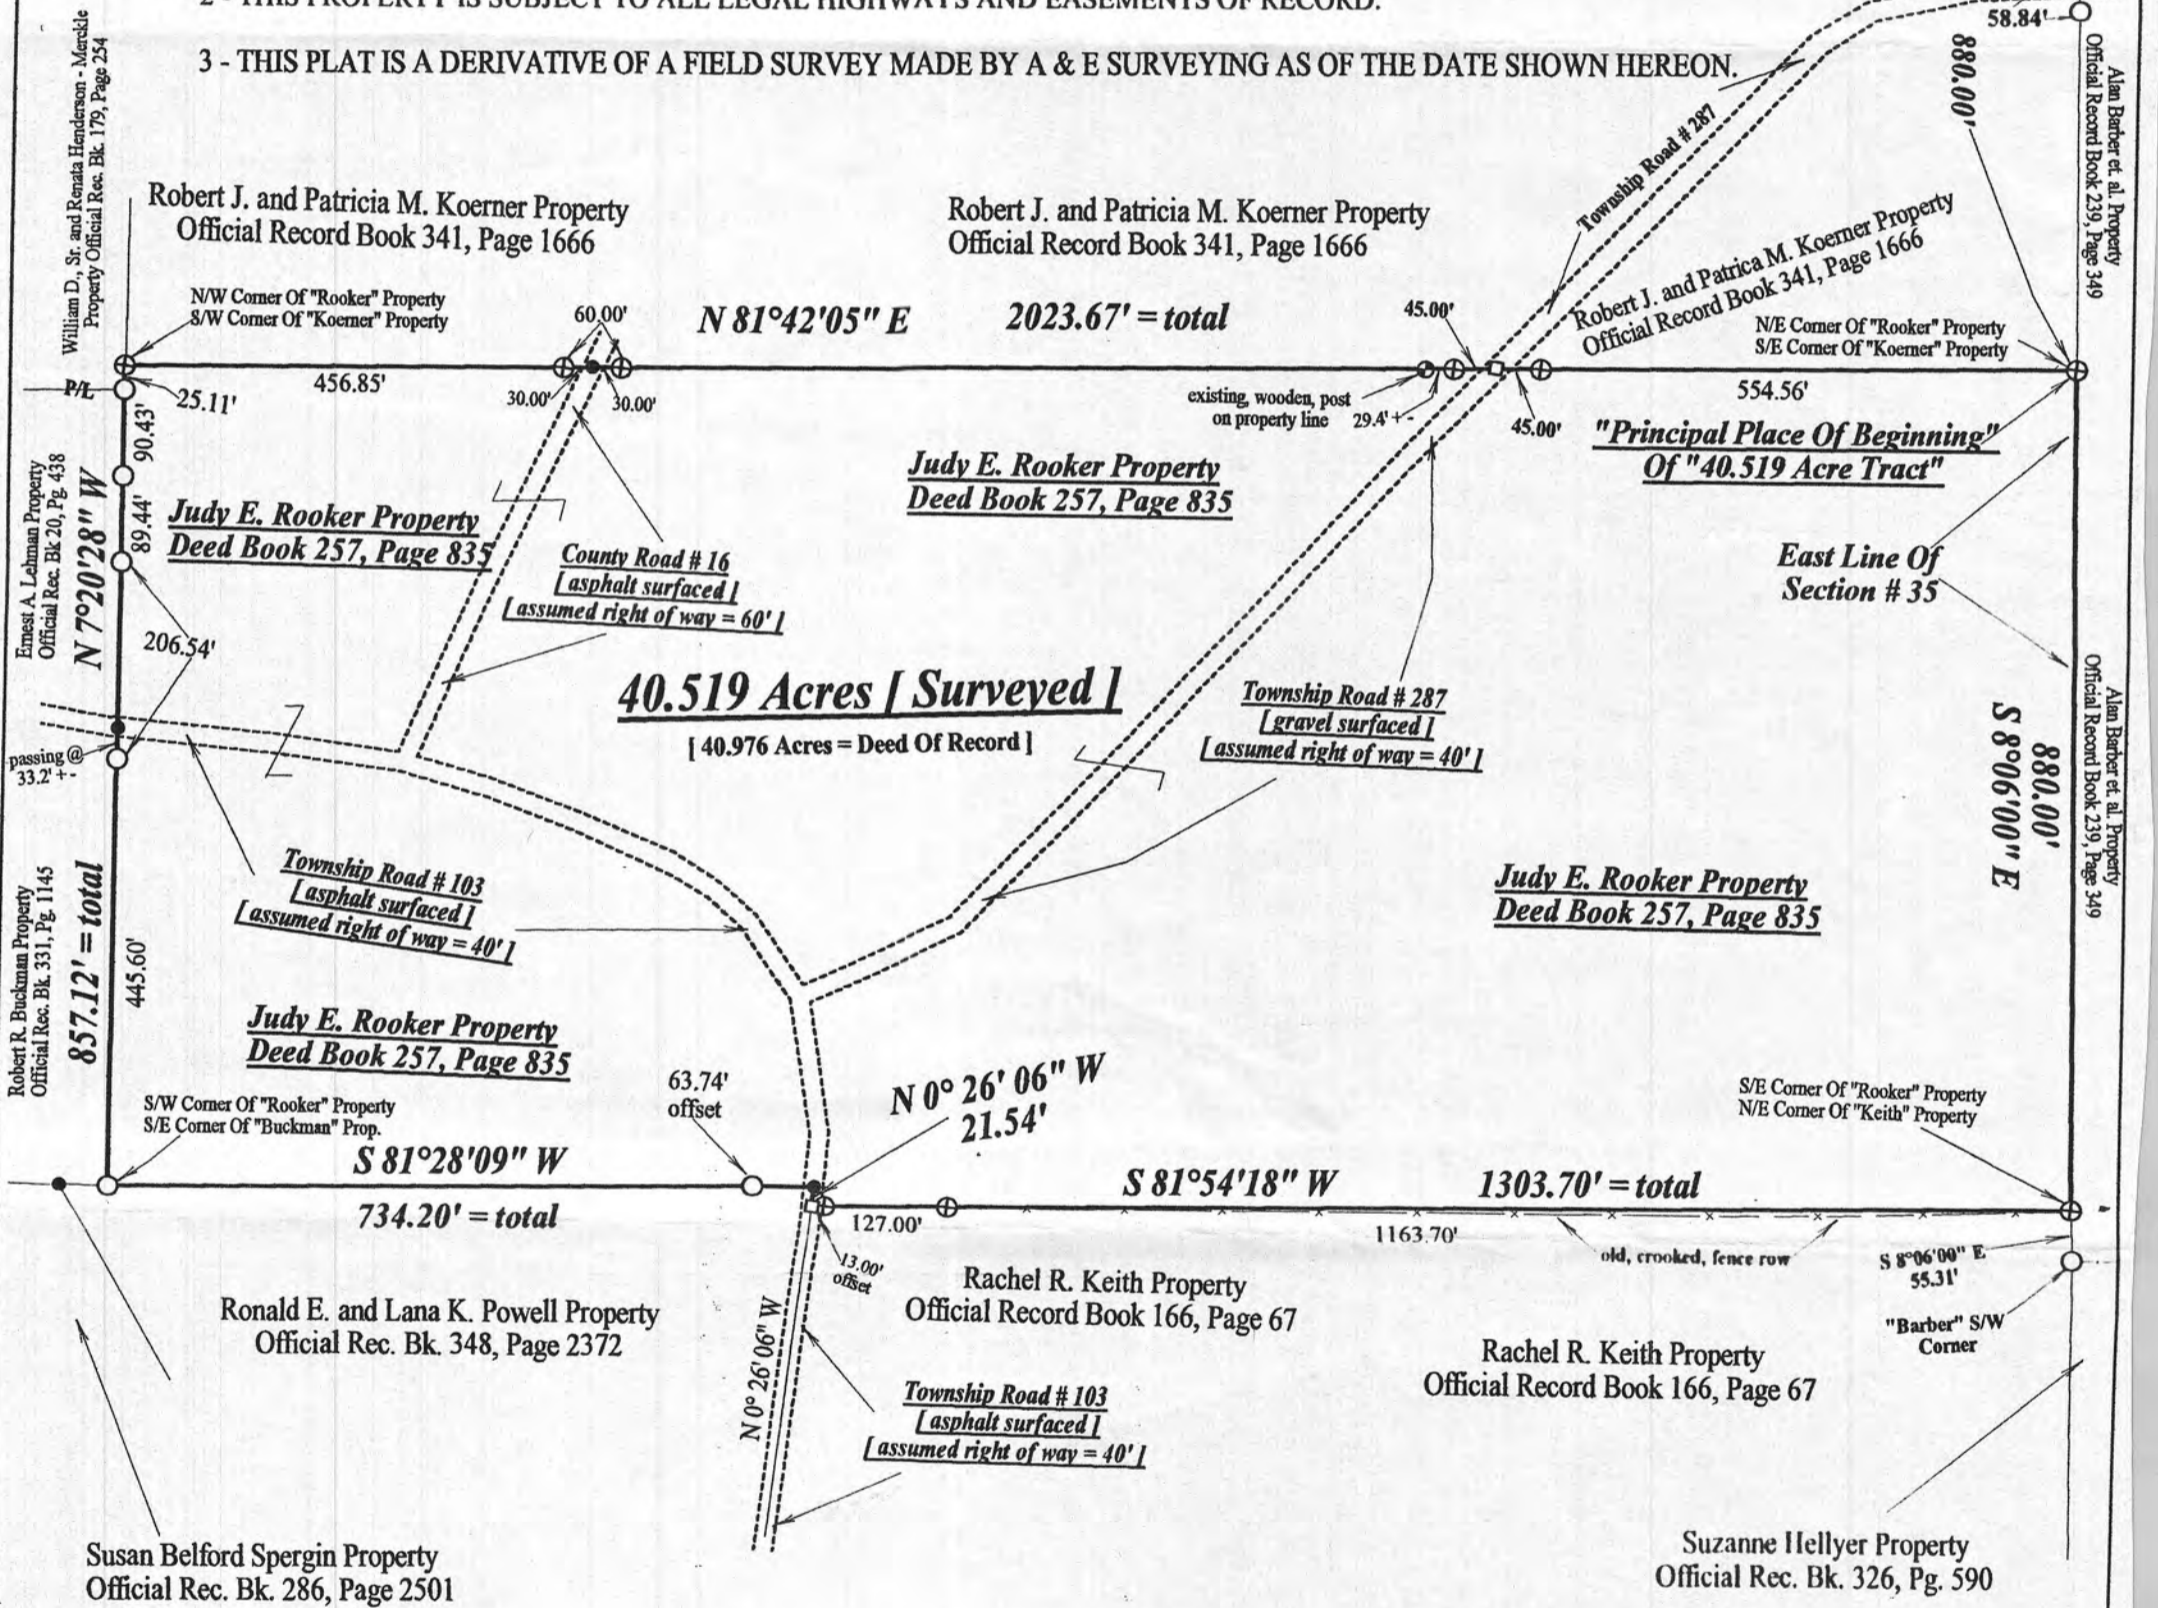 2 - THIS PROPERTY IS SUBJECT TO ALL LEGAL HIGHWAYS AND EASEMENTS OF RECORD.
3 - THIS PLAT IS A DERIVATIVE OF A FIELD SURVEY MADE BY A & E SURVEYING AS OF THE DATE SHOWN HEREON.
58.84'
880.00'
Alan Barber et. al. Property
Official Record Book 239, Page 349
William D., Sr. and Renata Henderson - Merckle
Property Official Rec. Bk. 179, Page 254
Township Road # 287
Robert J. and Patricia M. Koerner Property
Official Record Book 341, Page 1666
Robert J. and Patricia M. Koerner Property
Official Record Book 341, Page 1666
Robert J. and Patrica M. Koerner Property
Official Record Book 341, Page 1666
N/W Corner Of "Rooker" Property
S/W Corner Of "Koerner" Property
60.00'
N 81°42'05" E
2023.67' = total
45.00'
N/E Corner Of "Rooker" Property
S/E Corner Of "Koerner" Property
P/L
25.11'
456.85'
30.00'
30.00'
existing, wooden, post
on property line
29.4' +-
45.00'
554.56'
"Principal Place Of Beginning"
Of "40.519 Acre Tract"
90.43'
89.44'
Ernest A. Lehman Property
Official Rec. Bk 20, Pg. 438
N 7°20'28" W
Judy E. Rooker Property
Deed Book 257, Page 835
Judy E. Rooker Property
Deed Book 257, Page 835
County Road # 16
[ asphalt surfaced ]
[ assumed right of way = 60' ]
East Line Of
Section # 35
206.54'
40.519 Acres [ Surveyed ]
[ 40.976 Acres = Deed Of Record ]
Township Road # 287
[ gravel surfaced ]
[ assumed right of way = 40' ]
880.00'
S 8°06'00" E
Alan Barber et. al. Property
Official Record Book 239, Page 349
passing @
33.2' +-
Township Road # 103
[ asphalt surfaced ]
[ assumed right of way = 40' ]
Judy E. Rooker Property
Deed Book 257, Page 835
Robert R. Buckman Property
Official Rec. Bk. 331, Pg. 1145
857.12' = total
445.60'
Judy E. Rooker Property
Deed Book 257, Page 835
63.74'
offset
N 0° 26' 06" W
21.54'
S/W Corner Of "Rooker" Property
S/E Corner Of "Buckman" Prop.
S/E Corner Of "Rooker" Property
N/E Corner Of "Keith" Property
S 81°28'09" W
734.20' = total
S 81°54'18" W
1303.70' = total
127.00'
1163.70'
old, crooked, fence row
13.00'
offset
S 8°06'00" E
55.31'
"Barber" S/W
Corner
Rachel R. Keith Property
Official Record Book 166, Page 67
Ronald E. and Lana K. Powell Property
Official Rec. Bk. 348, Page 2372
N 0° 26' 06" W
Rachel R. Keith Property
Official Record Book 166, Page 67
Township Road # 103
[ asphalt surfaced ]
[ assumed right of way = 40' ]
Susan Belford Spergin Property
Official Rec. Bk. 286, Page 2501
Suzanne Hellyer Property
Official Rec. Bk. 326, Pg. 590